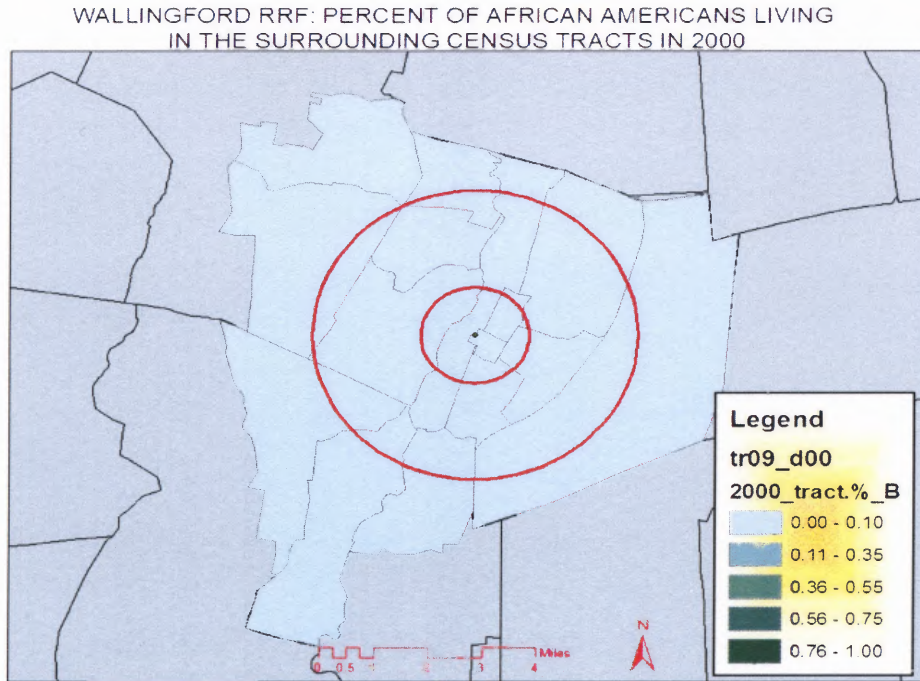 WALLINGFORD RRF: PERCENT OF AFRICAN AMERICANS LIVING
IN THE SURROUNDING CENSUS TRACTS IN 2000
Legend
tr09_d00
2000_tract.%_B
0.00 - 0.10
0.11 - 0.35
0.36 - 0.55
0.56 - 0.75
0.76 - 1.00
N
Miles
0 0.5 1 2 3 4